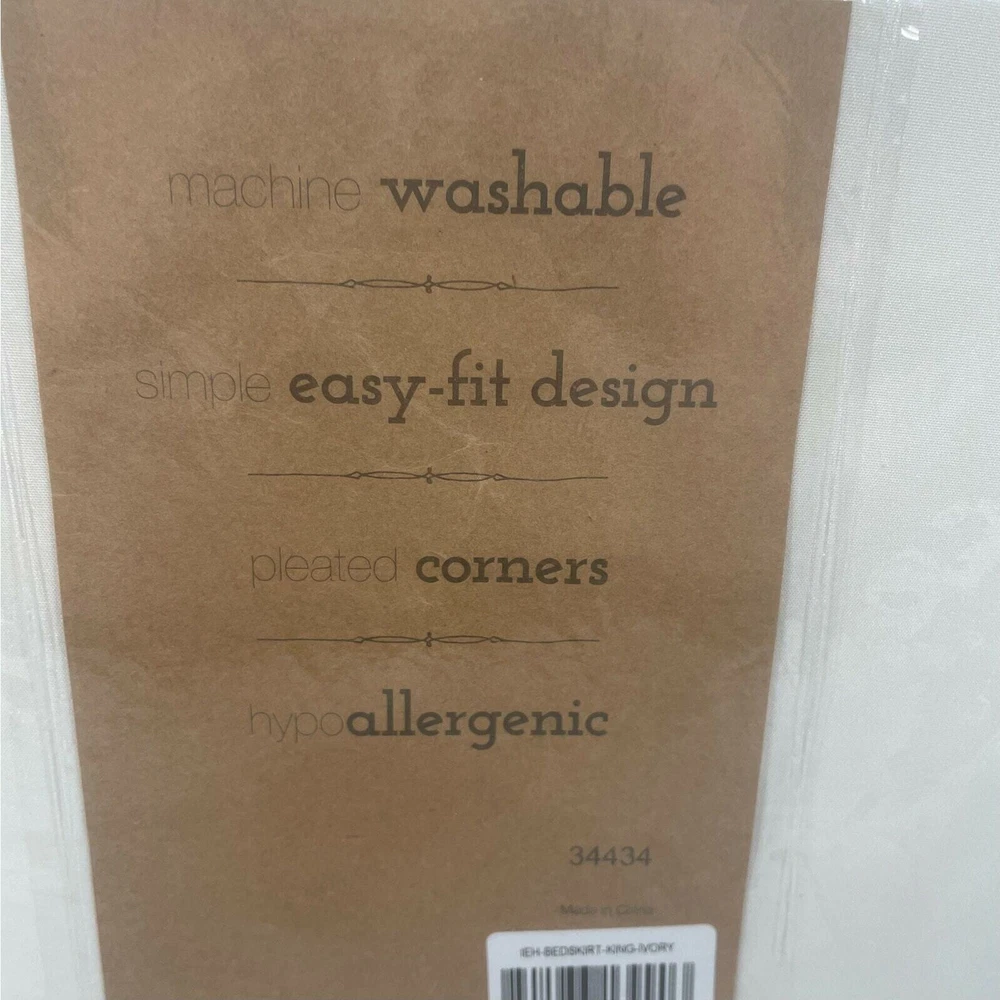 machine washable
simple easy-fit design
pleated corners
hypoallergenic
34434
Made in China
IEH-BEDSKIRT-KING-IVORY